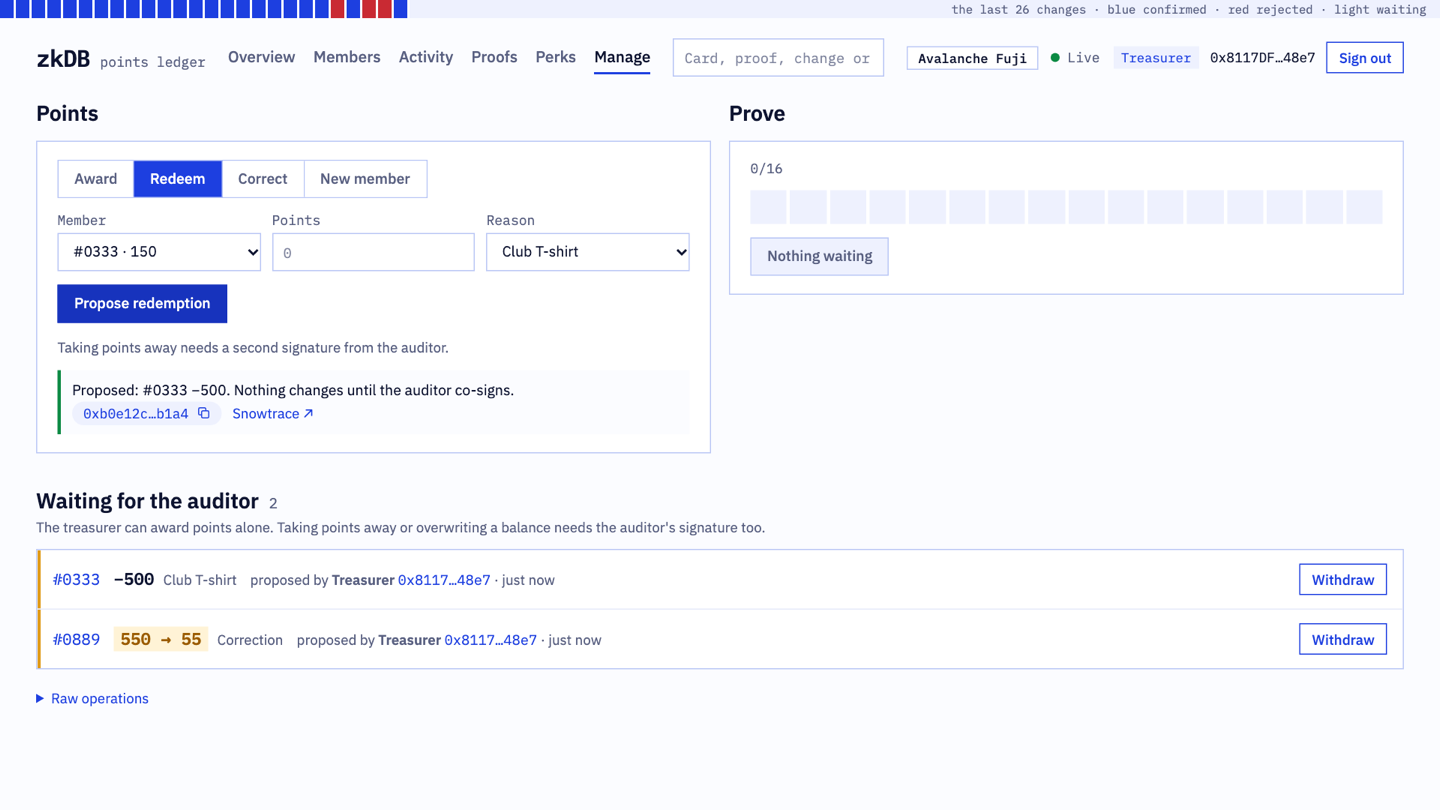 the last 26 changes · blue confirmed · red rejected · light waiting
zkDB points ledger Overview Members Activity Proofs Perks Manage Card, proof, change or Avalanche Fuji Live Treasurer 0x8117DF…48e7 Sign out
Points
Award Redeem Correct New member
Member Points Reason
#0333 · 150 0 Club T-shirt
Propose redemption
Taking points away needs a second signature from the auditor.
Proposed: #0333 −500. Nothing changes until the auditor co-signs.
0xb0e12c…b1a4 Snowtrace ↗
Prove
0/16
Nothing waiting
Waiting for the auditor 2
The treasurer can award points alone. Taking points away or overwriting a balance needs the auditor's signature too.
#0333 −500 Club T-shirt proposed by Treasurer 0x8117…48e7 · just now Withdraw
#0889 550 → 55 Correction proposed by Treasurer 0x8117…48e7 · just now Withdraw
Raw operations